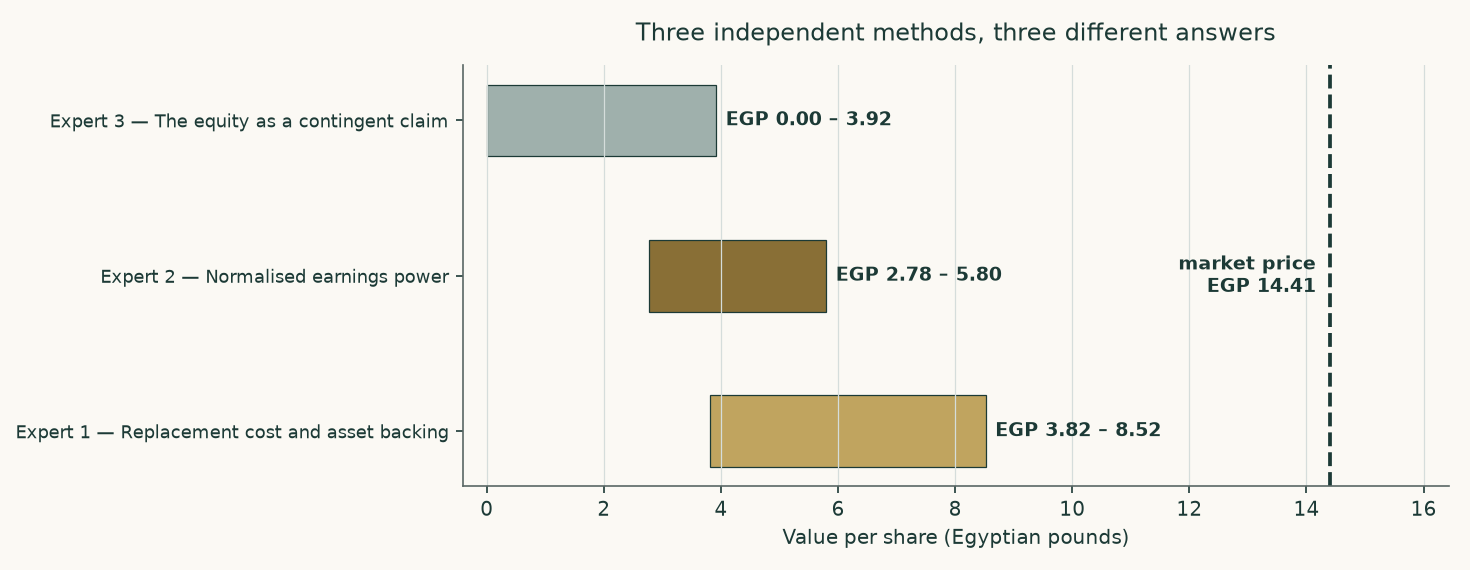 Three independent methods, three different answers
Expert 3 — The equity as a contingent claim
EGP 0.00 – 3.92
Expert 2 — Normalised earnings power
EGP 2.78 – 5.80
market price
EGP 14.41
Expert 1 — Replacement cost and asset backing
EGP 3.82 – 8.52
0 2 4 6 8 10 12 14 16
Value per share (Egyptian pounds)